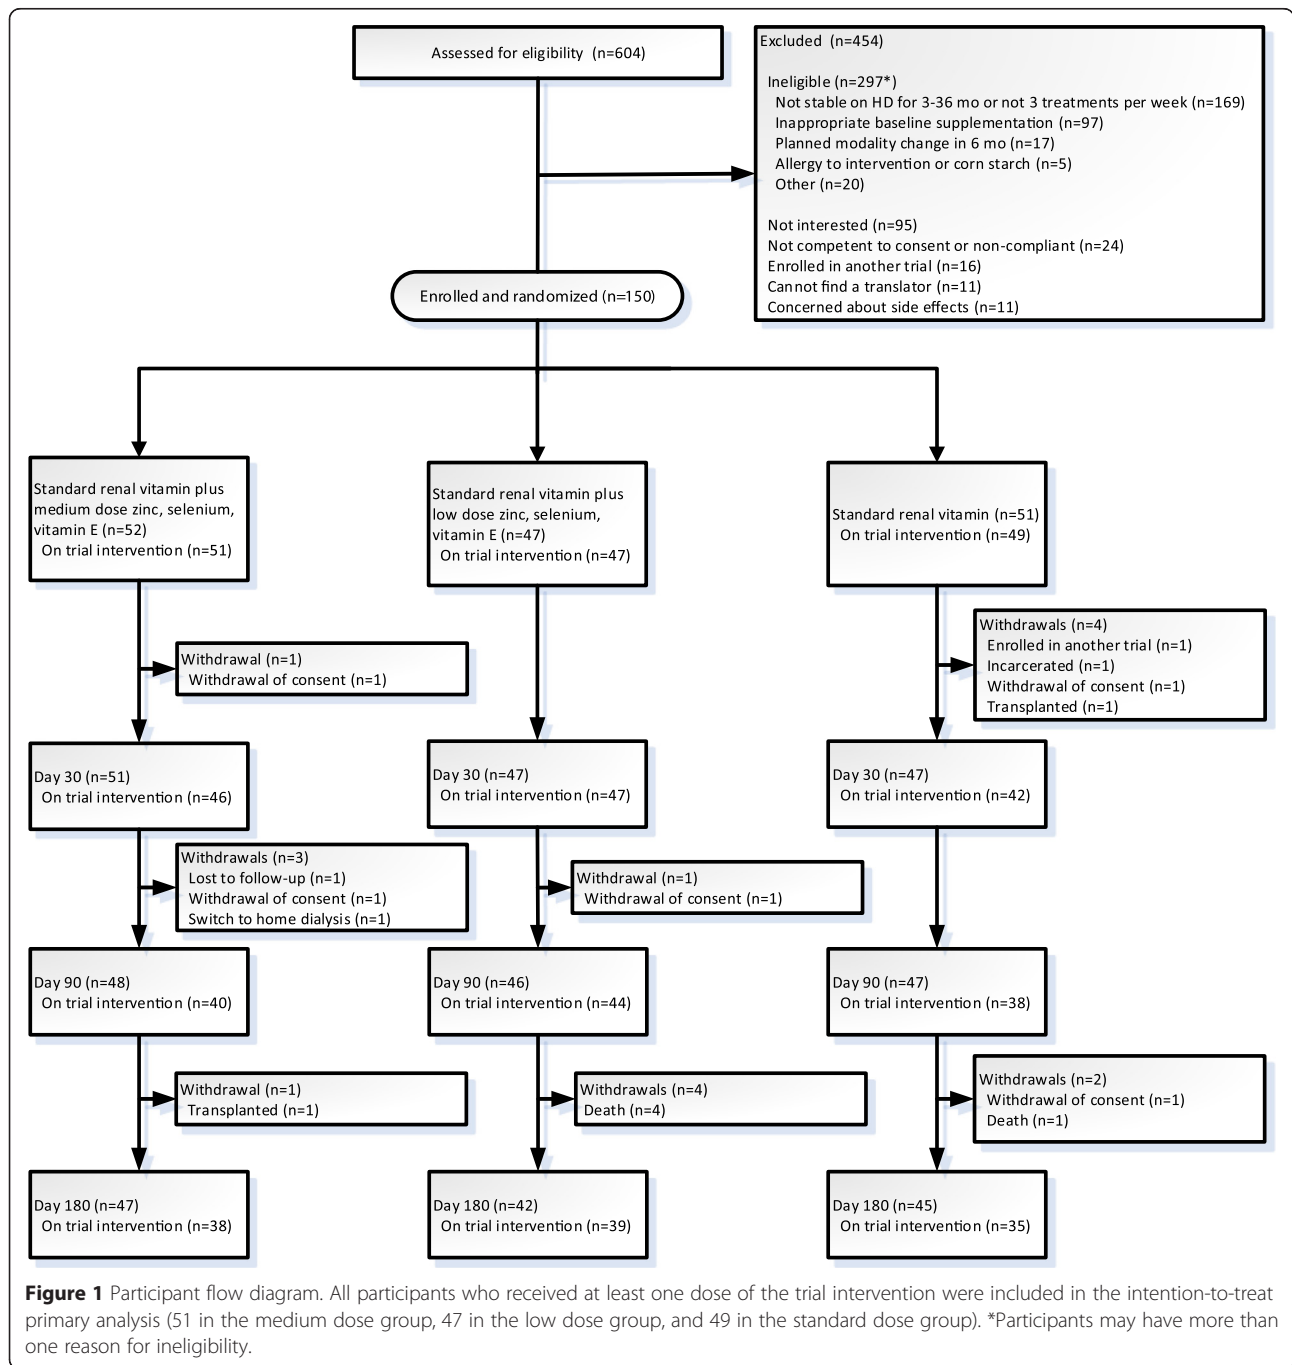 Assessed for eligibility (n=604)
Excluded (n=454)
Ineligible (n=297*)
Not stable on HD for 3-36 mo or not 3 treatments per week (n=169)
Inappropriate baseline supplementation (n=97)
Planned modality change in 6 mo (n=17)
Allergy to intervention or corn starch (n=5)
Other (n=20)
Not interested (n=95)
Not competent to consent or non-compliant (n=24)
Enrolled in another trial (n=16)
Cannot find a translator (n=11)
Concerned about side effects (n=11)
Enrolled and randomized (n=150)
Standard renal vitamin plus
medium dose zinc, selenium,
vitamin E (n=52)
On trial intervention (n=51)
Standard renal vitamin plus
low dose zinc, selenium,
vitamin E (n=47)
On trial intervention (n=47)
Standard renal vitamin (n=51)
On trial intervention (n=49)
Withdrawal (n=1)
Withdrawal of consent (n=1)
Withdrawals (n=4)
Enrolled in another trial (n=1)
Incarcerated (n=1)
Withdrawal of consent (n=1)
Transplanted (n=1)
Day 30 (n=51)
On trial intervention (n=46)
Day 30 (n=47)
On trial intervention (n=47)
Day 30 (n=47)
On trial intervention (n=42)
Withdrawals (n=3)
Lost to follow-up (n=1)
Withdrawal of consent (n=1)
Switch to home dialysis (n=1)
Withdrawal (n=1)
Withdrawal of consent (n=1)
Day 90 (n=48)
On trial intervention (n=40)
Day 90 (n=46)
On trial intervention (n=44)
Day 90 (n=47)
On trial intervention (n=38)
Withdrawal (n=1)
Transplanted (n=1)
Withdrawals (n=4)
Death (n=4)
Withdrawals (n=2)
Withdrawal of consent (n=1)
Death (n=1)
Day 180 (n=47)
On trial intervention (n=38)
Day 180 (n=42)
On trial intervention (n=39)
Day 180 (n=45)
On trial intervention (n=35)
Figure 1 Participant flow diagram. All participants who received at least one dose of the trial intervention were included in the intention-to-treat
primary analysis (51 in the medium dose group, 47 in the low dose group, and 49 in the standard dose group). *Participants may have more than
one reason for ineligibility.